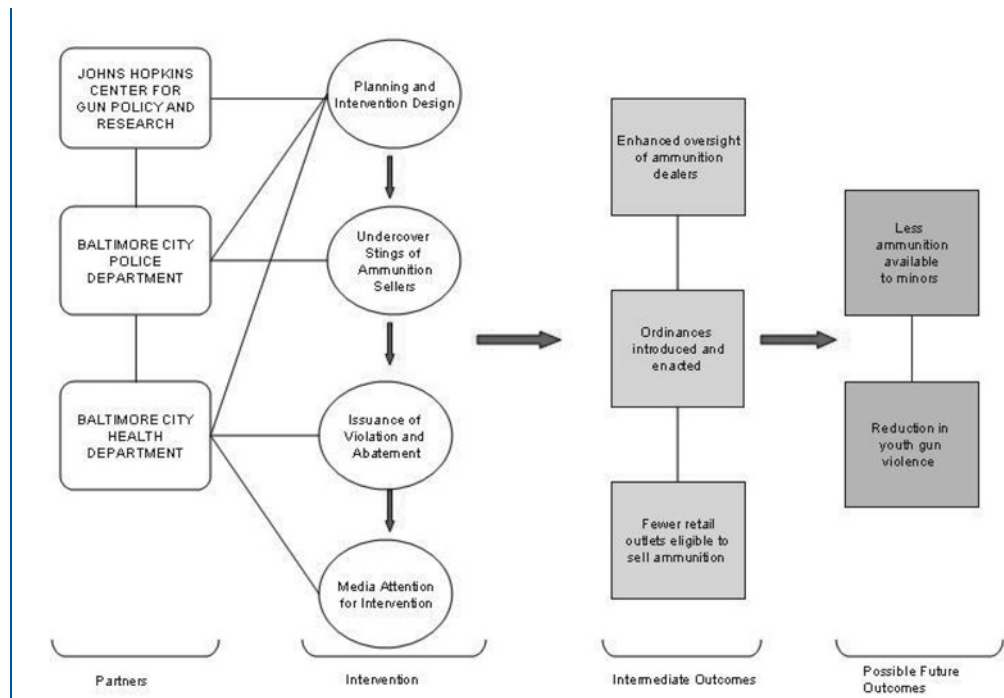 JOHNS HOPKINS
CENTER FOR
GUN POLICY AND
RESEARCH
BALTIMORE CITY
POLICE
DEPARTMENT
BALTIMORE CITY
HEALTH
DEPARTMENT
Partners
Planning and
Intervention Design
Undercover
Stings of
Ammunition
Sellers
Issuance of
Violation and
Abatement
Media Attention
for Intervention
Intervention
Enhanced oversight
of ammunition
dealers
Ordinances
introduced and
enacted
Fewer retail
outlets eligible to
sell ammunition
Intermediate Outcomes
Less
ammunition
available
to minors
Reduction in
youth gun
violence
Possible Future
Outcomes